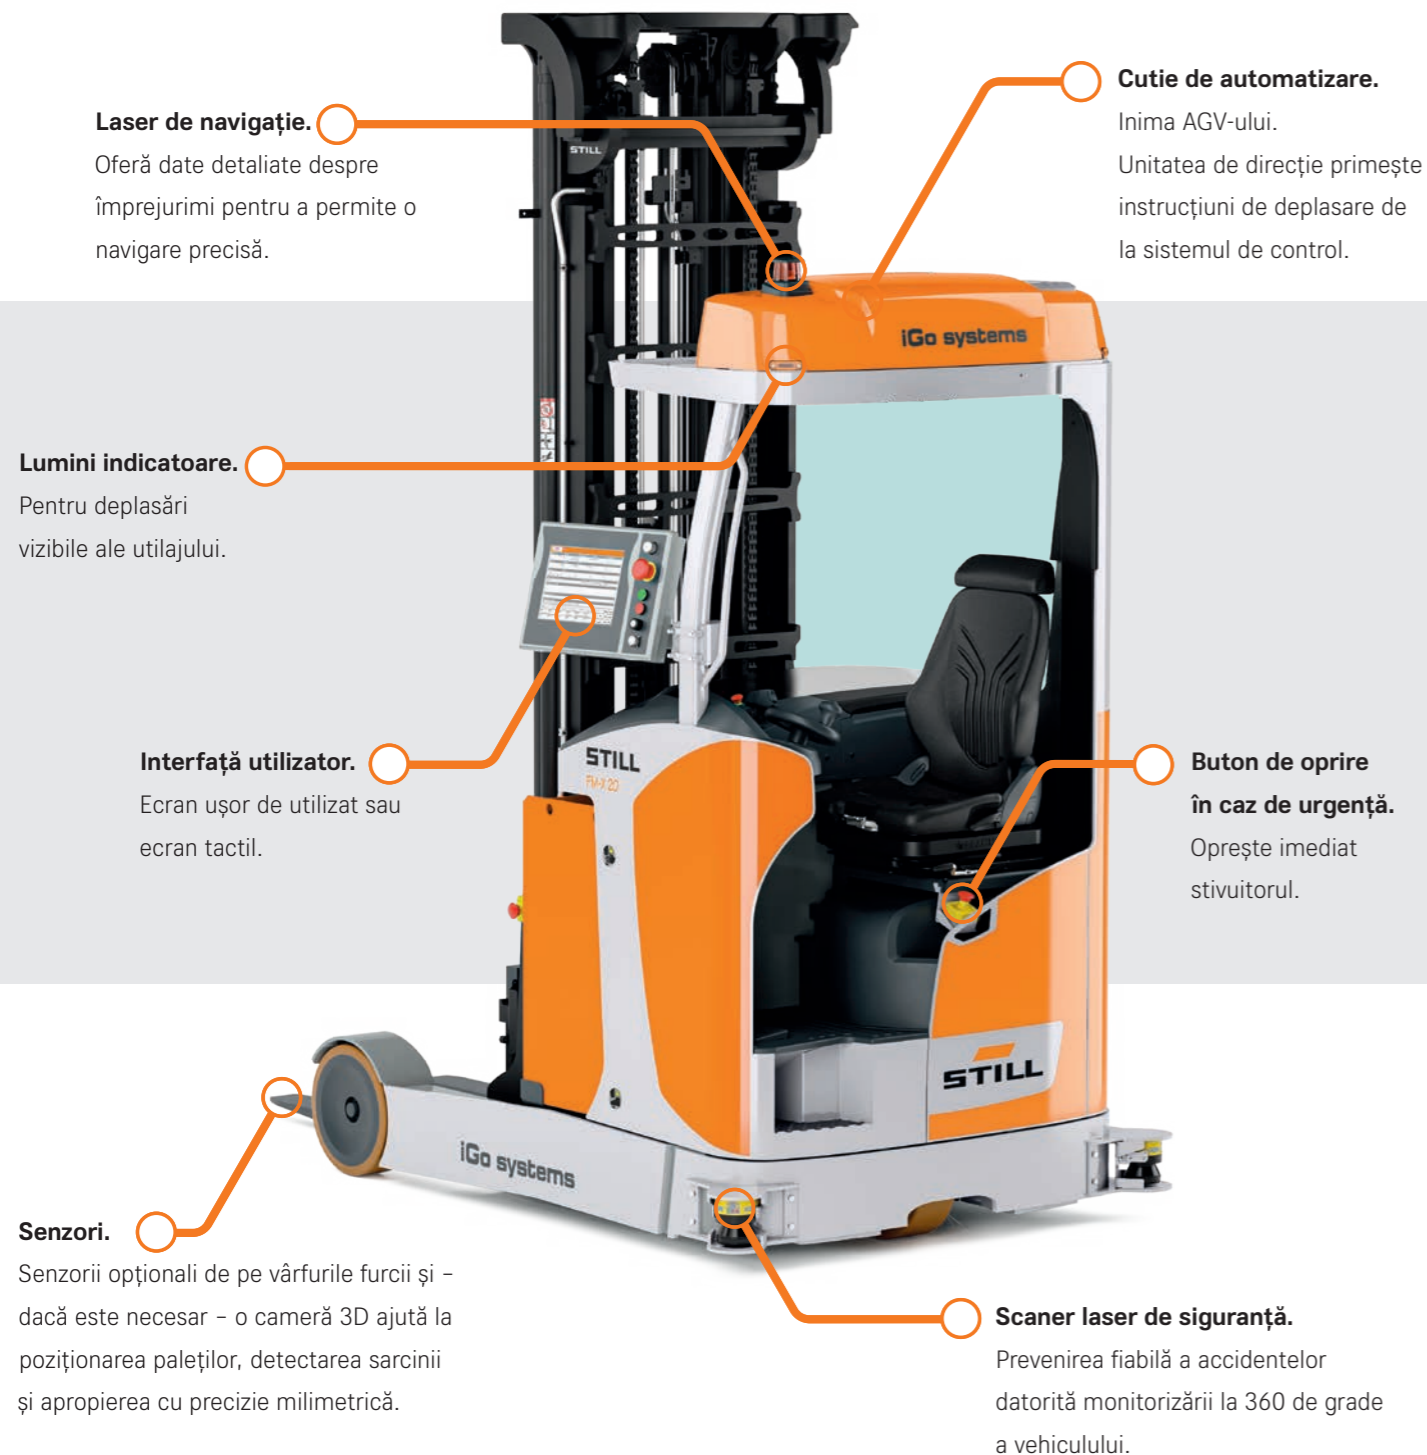 STILL
Laser de navigație.
Oferă date detaliate despre
împrejurimi pentru a permite o
navigare precisă.
Cutie de automatizare.
Inima AGV-ului.
Unitatea de direcție primește
instrucțiuni de deplasare de
la sistemul de control.
iGo systems
Lumini indicatoare.
Pentru deplasări
vizibile ale utilajului.
Interfață utilizator.
Ecran ușor de utilizat sau
ecran tactil.
STILL
FM-X 20
Buton de oprire
în caz de urgență.
Oprește imediat
stivuitorul.
STILL
iGo systems
Senzori.
Senzorii opționali de pe vârfurile furcii și –
dacă este necesar – o cameră 3D ajută la
poziționarea paleților, detectarea sarcinii
și apropierea cu precizie milimetrică.
Scaner laser de siguranță.
Prevenirea fiabilă a accidentelor
datorită monitorizării la 360 de grade
a vehiculului.